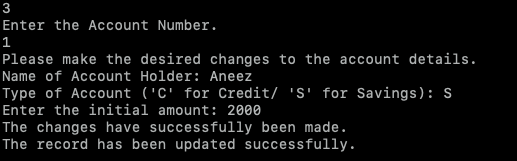 3
Enter the Account Number.
1
Please make the desired changes to the account details.
Name of Account Holder: Aneez
Type of Account ('C' for Credit/ 'S' for Savings): S
Enter the initial amount: 2000
The changes have successfully been made.
The record has been updated successfully.